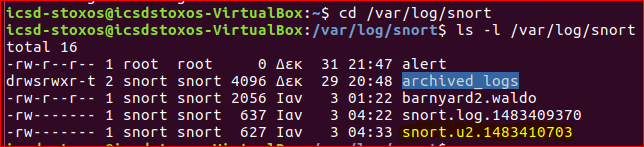 icsd-stoxos@icsdstoxos-VirtualBox:~$ cd /var/log/snort
icsd-stoxos@icsdstoxos-VirtualBox:/var/log/snort$ ls -l /var/log/snort
total 16
-rw-r--r-- 1 root  root     0 Δεκ  31 21:47 alert
drwsrwxr-t 2 snort snort 4096 Δεκ  29 20:48 archived_logs
-rw-r--r-- 1 snort snort 2056 Ιαν   3 01:22 barnyard2.waldo
-rw------- 1 snort snort  637 Ιαν   3 04:22 snort.log.1483409370
-rw------- 1 snort snort  627 Ιαν   3 04:33 snort.u2.1483410703